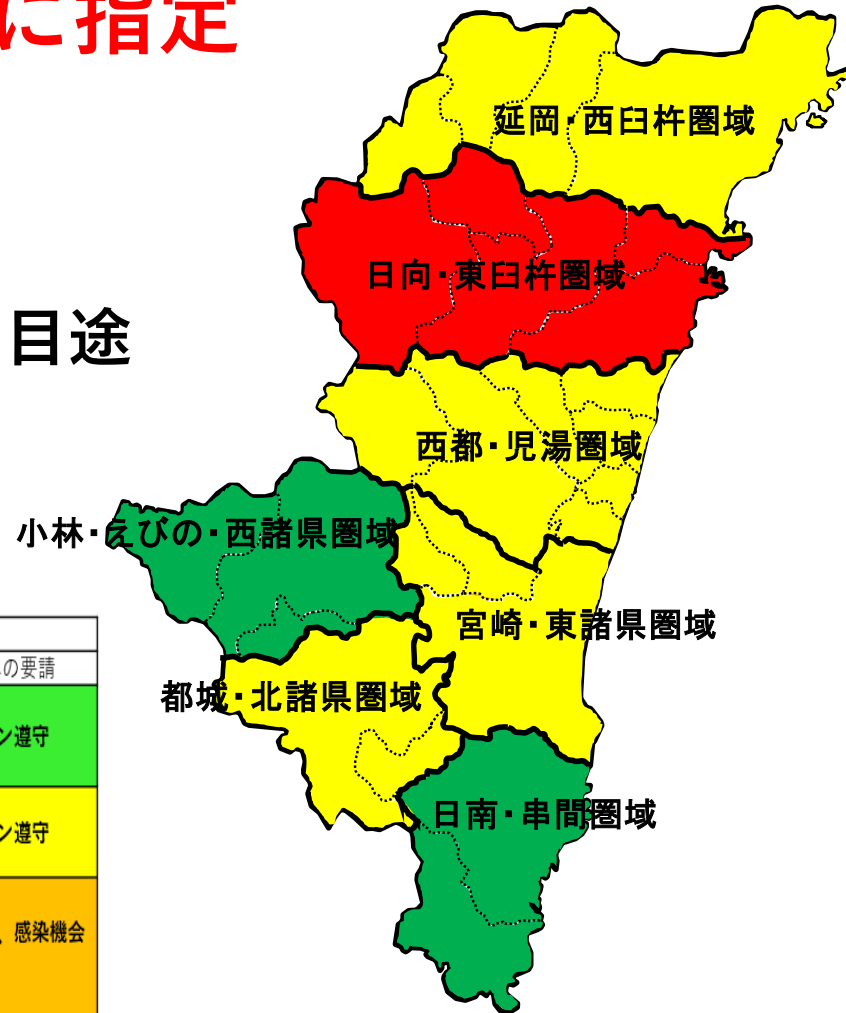 に指定
延岡・西臼杵圏域
日向・東臼杵圏域
目途
西都・児湯圏域
小林・えびの・西諸県圏域
宮崎・東諸県圏域
の要請
都城・北諸県圏域
ン遵守
日南・串間圏域
ン遵守
、感染機会